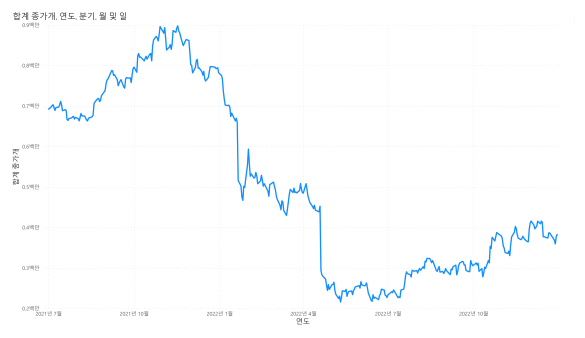 합계 종가개, 연도, 분기, 월 및 일
0.9백만
0.8백만
0.7백만
0.6백만
0.5백만
0.4백만
0.3백만
0.2백만
합계 종가개
2021년 7월
2021년 10월
2022년 1월
2022년 4월
2022년 7월
2022년 10월
연도